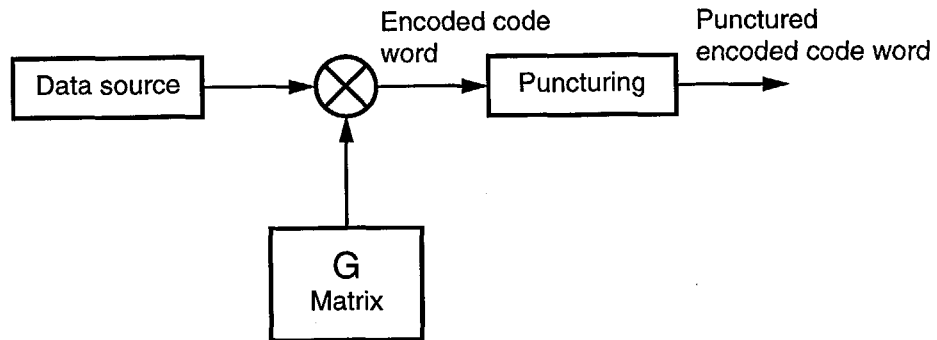 Encoded code
word
Punctured
encoded code word
Data source
Puncturing
G
Matrix